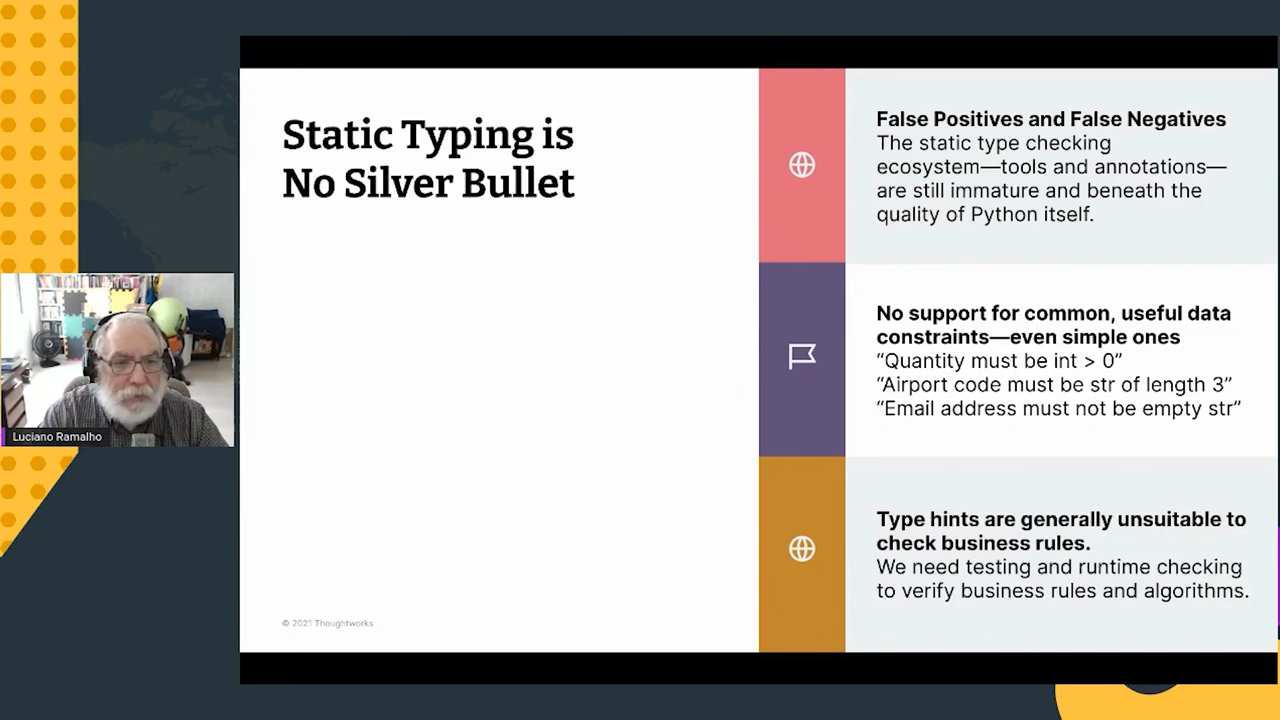 Static Typing is
No Silver Bullet
False Positives and False Negatives
The static type checking
ecosystem—tools and annotations—
are still immature and beneath the
quality of Python itself.
No support for common, useful data
constraints—even simple ones
“Quantity must be int > 0”
“Airport code must be str of length 3”
“Email address must not be empty str”
Type hints are generally unsuitable to
check business rules.
We need testing and runtime checking
to verify business rules and algorithms.
© 2021 Thoughtworks
Luciano Ramalho